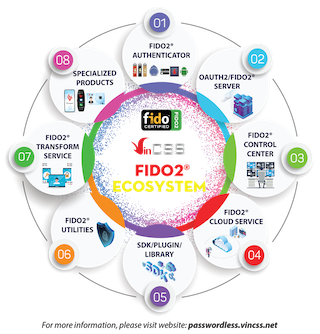 01
FIDO2®
AUTHENTICATOR
02
OAUTH2/FIDO2®
SERVER
03
FIDO2®
CONTROL
CENTER
04
FIDO2®
CLOUD SERVICE
05
SDK/PLUGIN/
LIBRARY
SDK
06
FIDO2®
UTILITIES
07
FIDO2®
TRANSFORM
SERVICE
08
SPECIALIZED
PRODUCTS
fido
CERTIFIED
FIDO2
VinCSS
FIDO2®
ECOSYSTEM
For more information, please visit website: passwordless.vincss.net